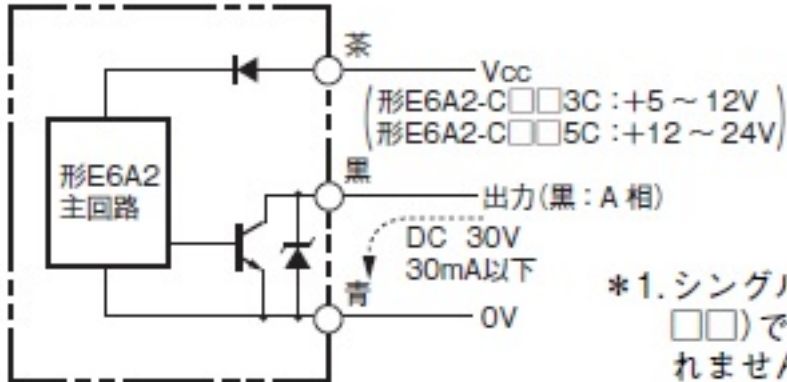 茶
Vcc
(形E6A2-C□□3C:+5～12V
形E6A2-C□□5C:+12～24V)
形E6A2
主回路
黒
出力(黒:A相)
DC 30V
30mA以下
青
0V
*1.シングル
□□)で
れません